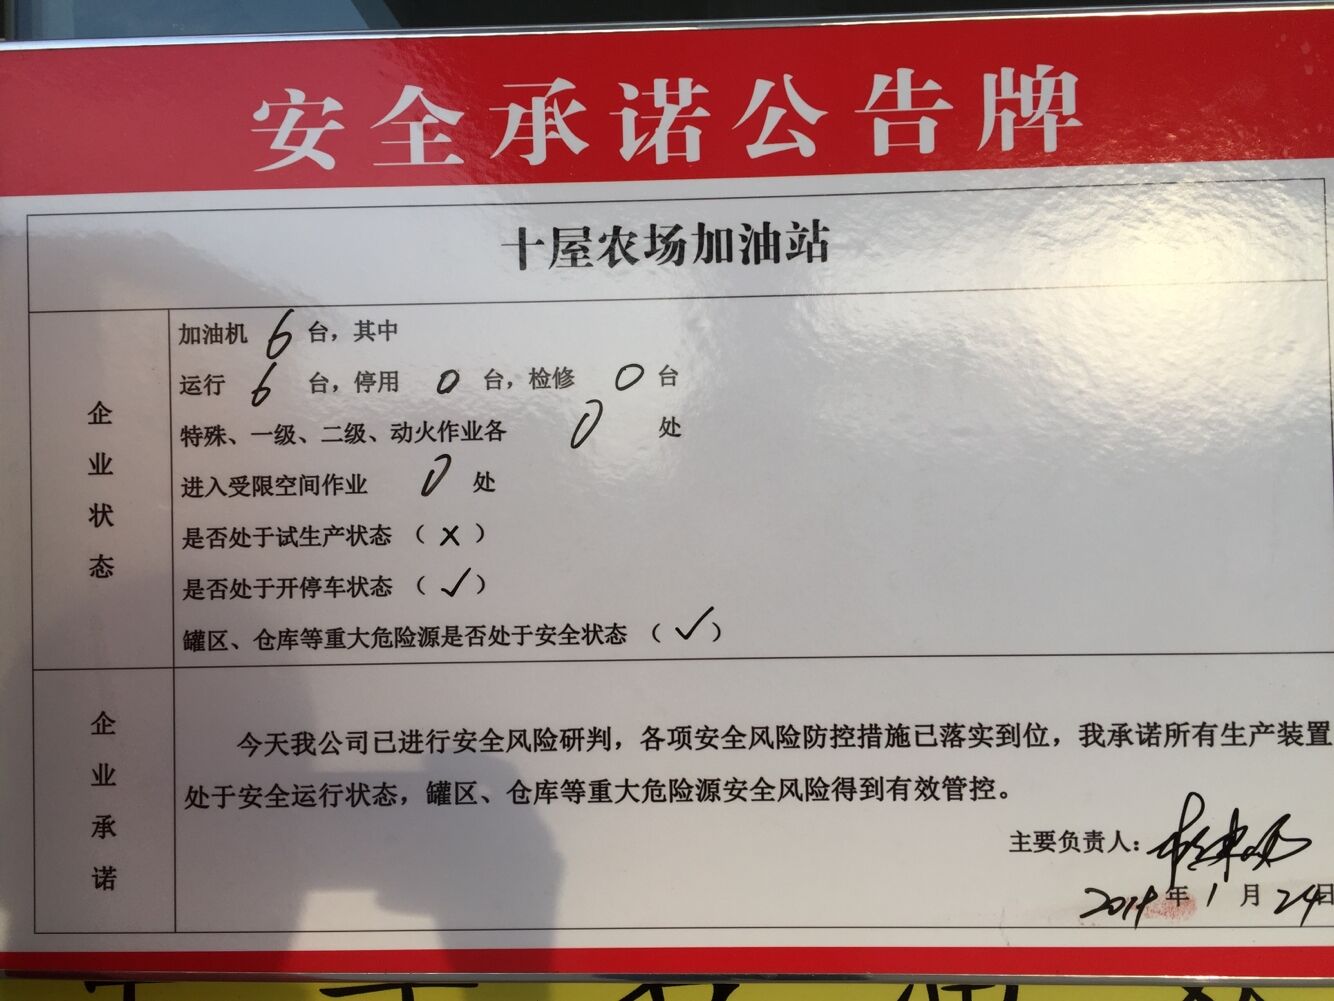 安全承诺公告牌
十屋农场加油站
企业状态
加油机 6 台，其中
运行 6 台，停用 0 台，检修 0 台
特殊、一级、二级、动火作业各 0 处
进入受限空间作业 0 处
是否处于试生产状态 （ × ）
是否处于开停车状态 （ ✓ ）
罐区、仓库等重大危险源是否处于安全状态 （ ✓ ）
企业承诺
今天我公司已进行安全风险研判，各项安全风险防控措施已落实到位，我承诺所有生产装置
处于安全运行状态，罐区、仓库等重大危险源安全风险得到有效管控。
主要负责人：
年 1 月 24 日